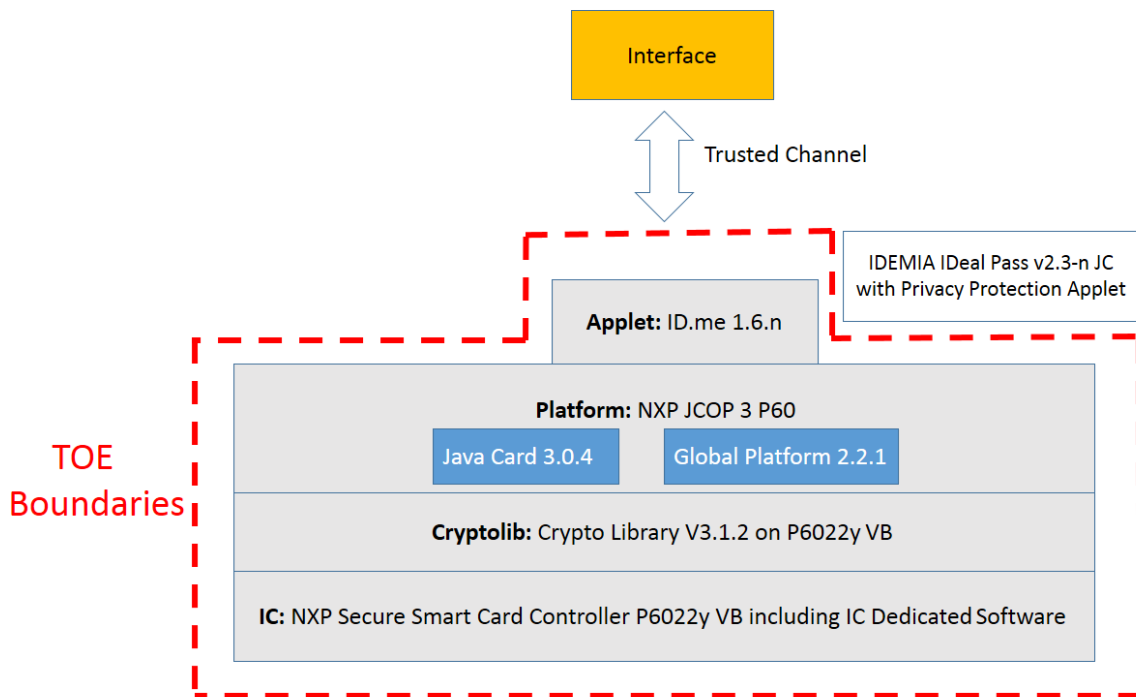 Interface
Trusted Channel
IDEMIA IDeal Pass v2.3-n JC
with Privacy Protection Applet
Applet: ID.me 1.6.n
Platform: NXP JCOP 3 P60
Java Card 3.0.4
Global Platform 2.2.1
TOE
Boundaries
Cryptolib: Crypto Library V3.1.2 on P6022y VB
IC: NXP Secure Smart Card Controller P6022y VB including IC Dedicated Software